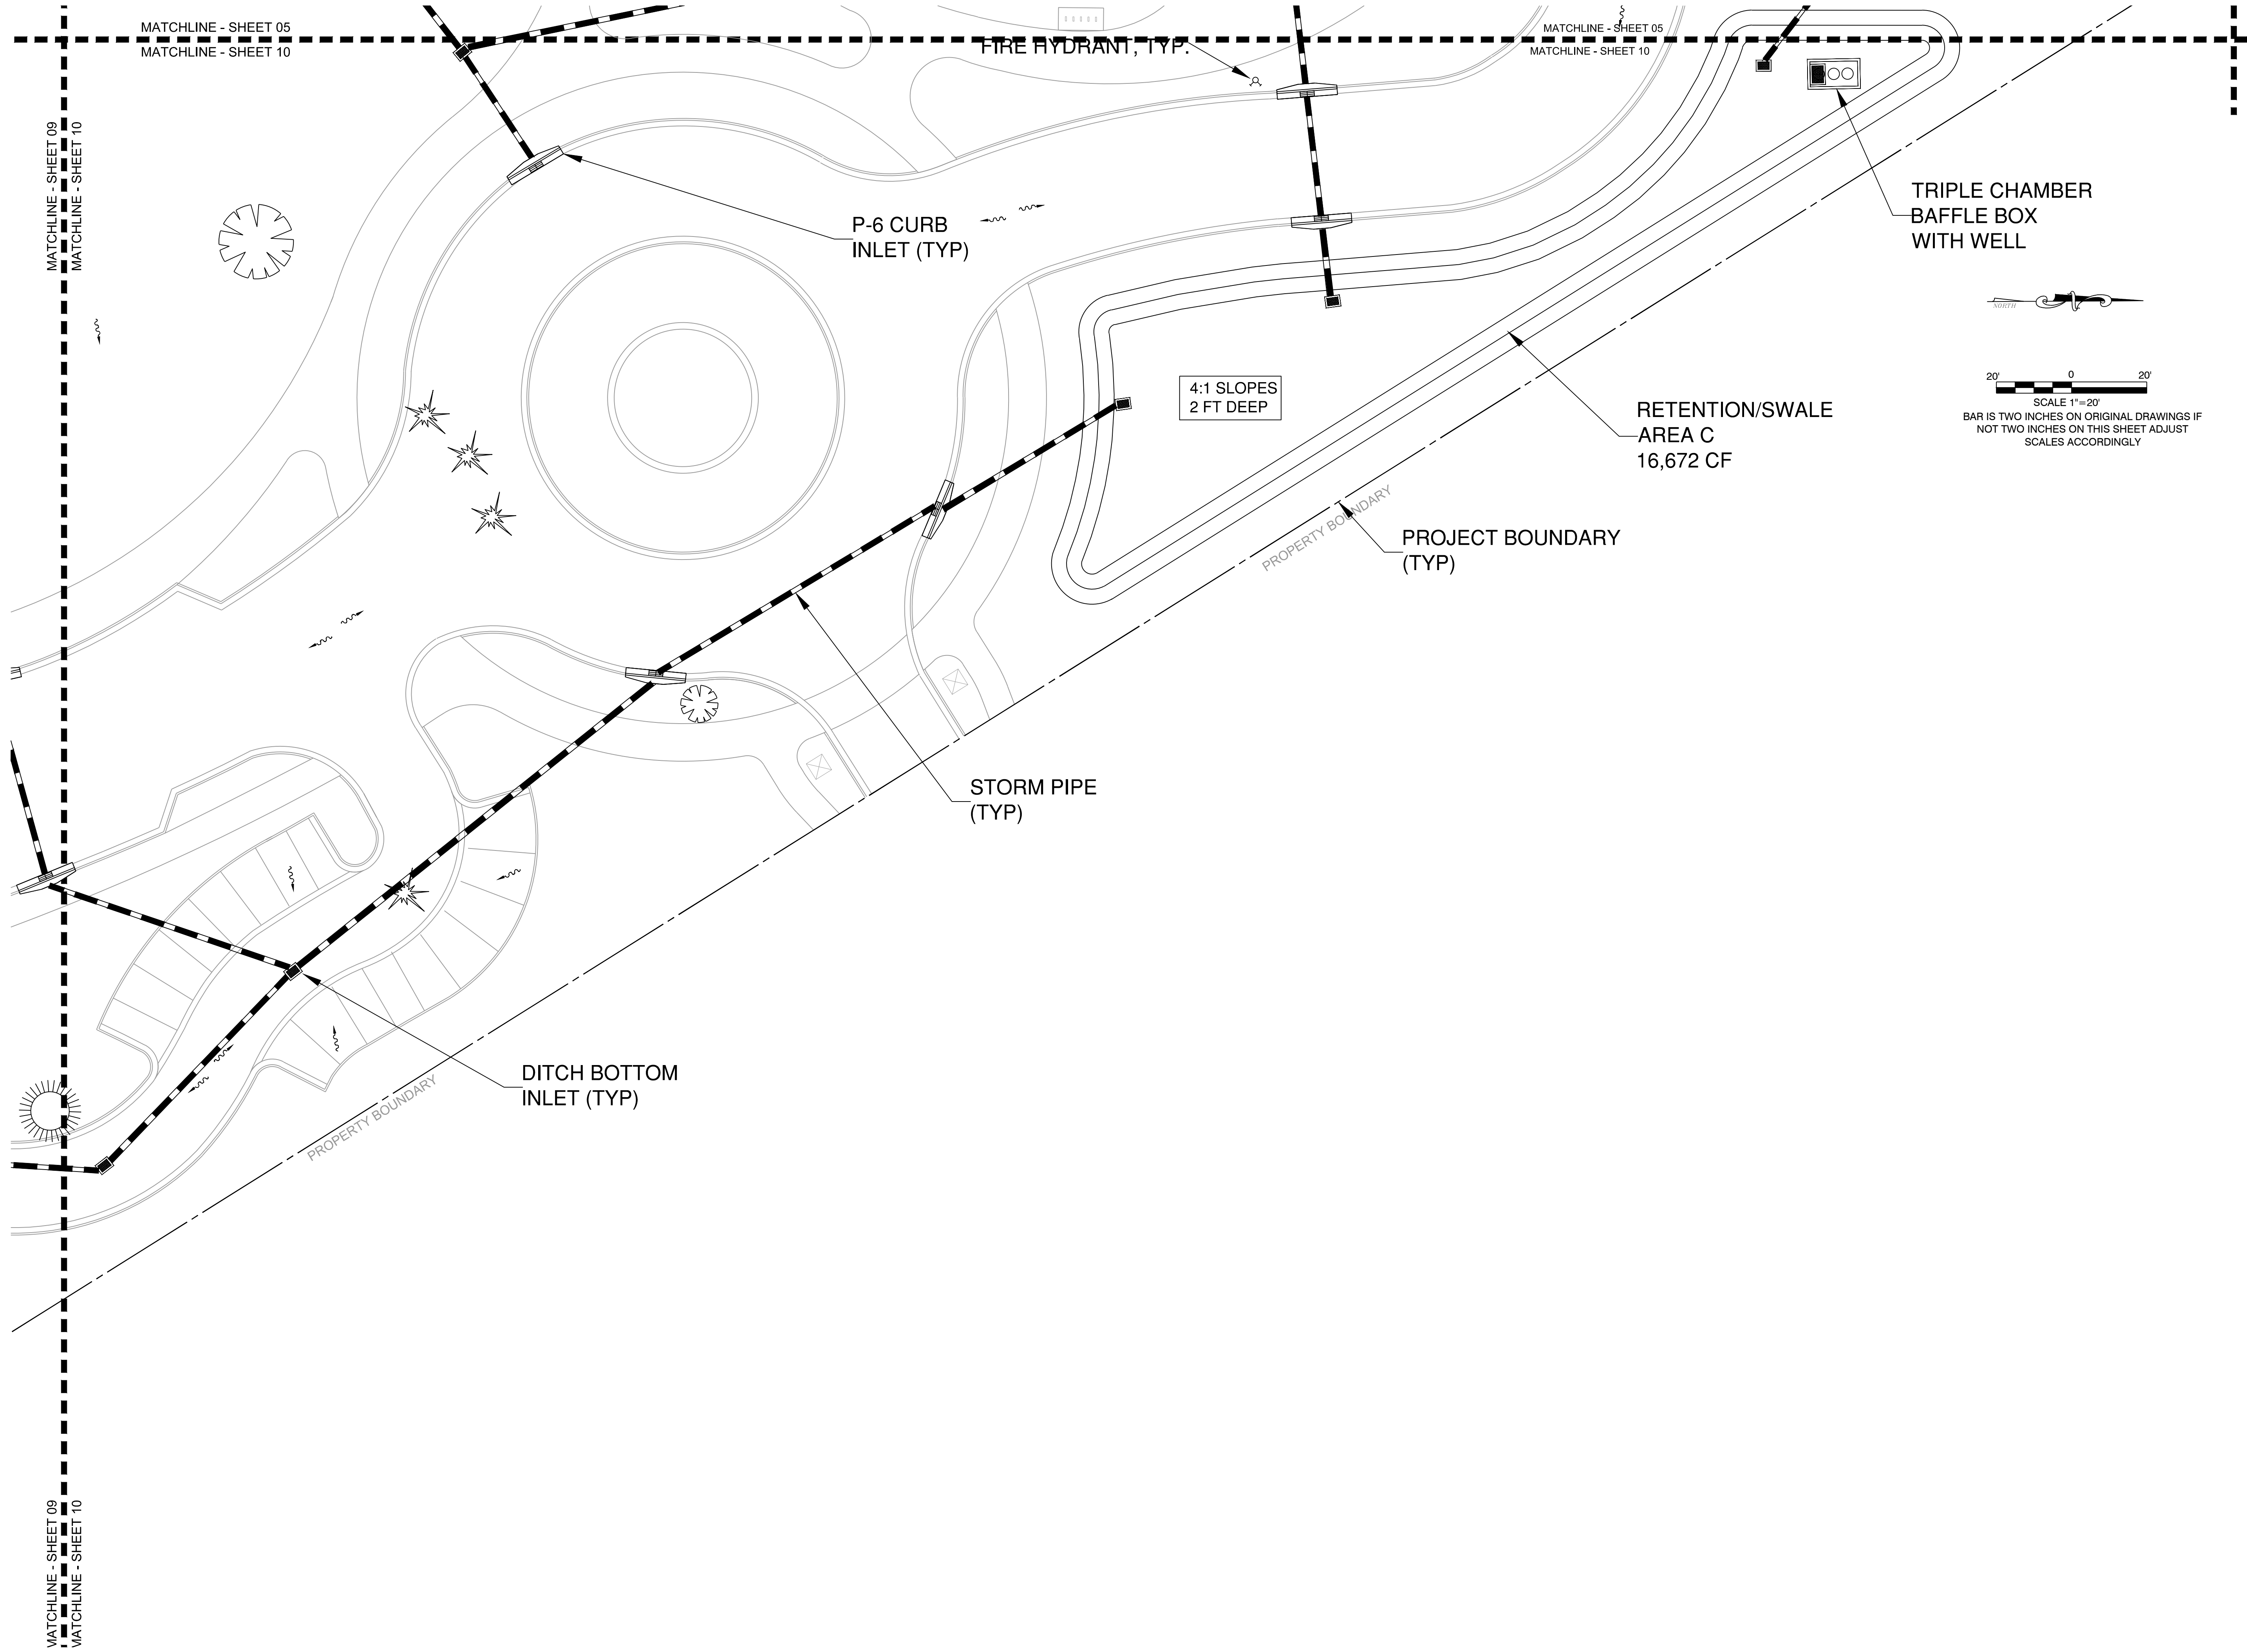 MATCHLINE - SHEET 05
MATCHLINE - SHEET 10
MATCHLINE - SHEET 05
MATCHLINE - SHEET 10
FIRE HYDRANT, TYP.
MATCHLINE - SHEET 09
MATCHLINE - SHEET 10
P-6 CURB
INLET (TYP)
TRIPLE CHAMBER
BAFFLE BOX
WITH WELL
NORTH
20' 0 20'
SCALE 1"=20'
BAR IS TWO INCHES ON ORIGINAL DRAWINGS IF
NOT TWO INCHES ON THIS SHEET ADJUST
SCALES ACCORDINGLY
4:1 SLOPES
2 FT DEEP
RETENTION/SWALE
AREA C
16,672 CF
PROPERTY BOUNDARY
PROJECT BOUNDARY
(TYP)
STORM PIPE
(TYP)
DITCH BOTTOM
INLET (TYP)
PROPERTY BOUNDARY
MATCHLINE - SHEET 09
MATCHLINE - SHEET 10